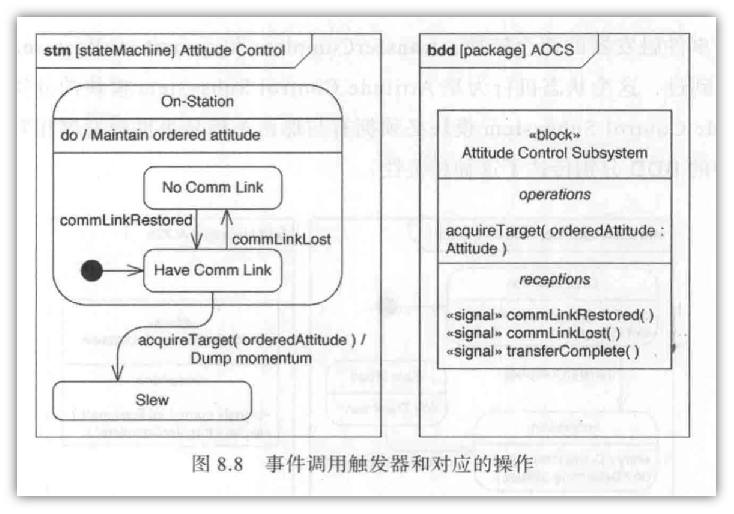 stm [stateMachine] Attitude Control
On-Station
do / Maintain ordered attitude
No Comm Link
commLinkRestored
commLinkLost
Have Comm Link
acquireTarget( orderedAttitude ) /
Dump momentum
Slew
bdd [package] AOCS
«block»
Attitude Control Subsystem
operations
acquireTarget( orderedAttitude :
Attitude )
receptions
«signal» commLinkRestored( )
«signal» commLinkLost( )
«signal» transferComplete( )
图 8.8 事件调用触发器和对应的操作